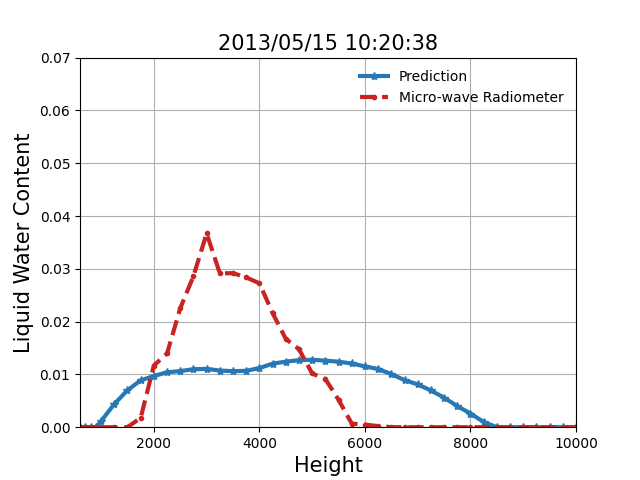 2013/05/15 10:20:38
0.07
0.06
0.05
0.04
0.03
0.02
0.01
0.00
Liquid Water Content
Prediction
Micro-wave Radiometer
2000 4000 6000 8000 10000
Height